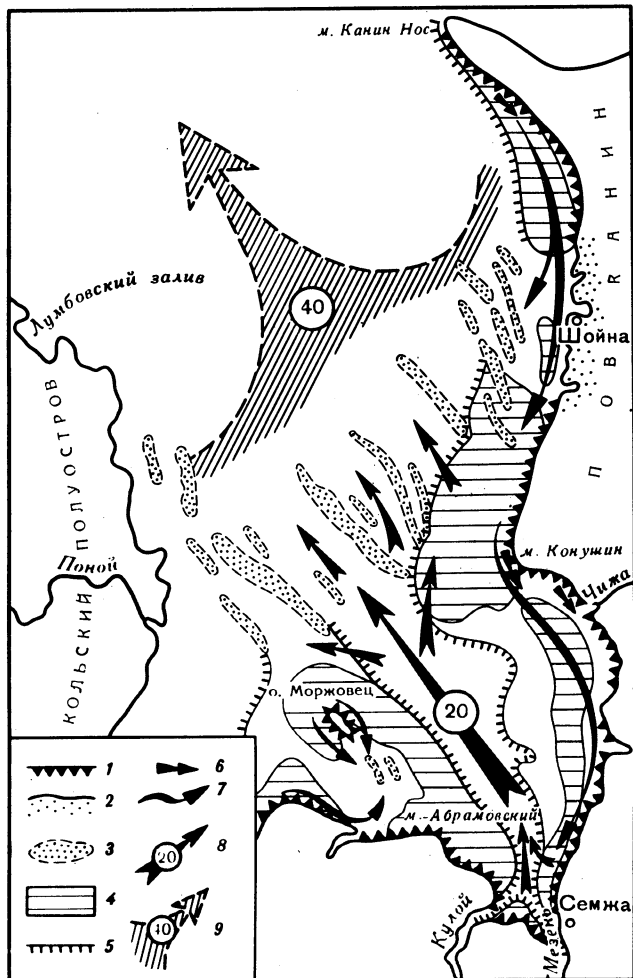 м. Канин Нос
П О В КАНИН
40
Лумбовский залив
Шойна
КОЛЬСКИЙ ПОЛУОСТРОВ
м. Конушин
Поной
Чижа
о. Моржовец
20
м. Абрамовский
Семжа
Кулой
Мезень
1
2
3
4
5
6
7
20
8
40
9